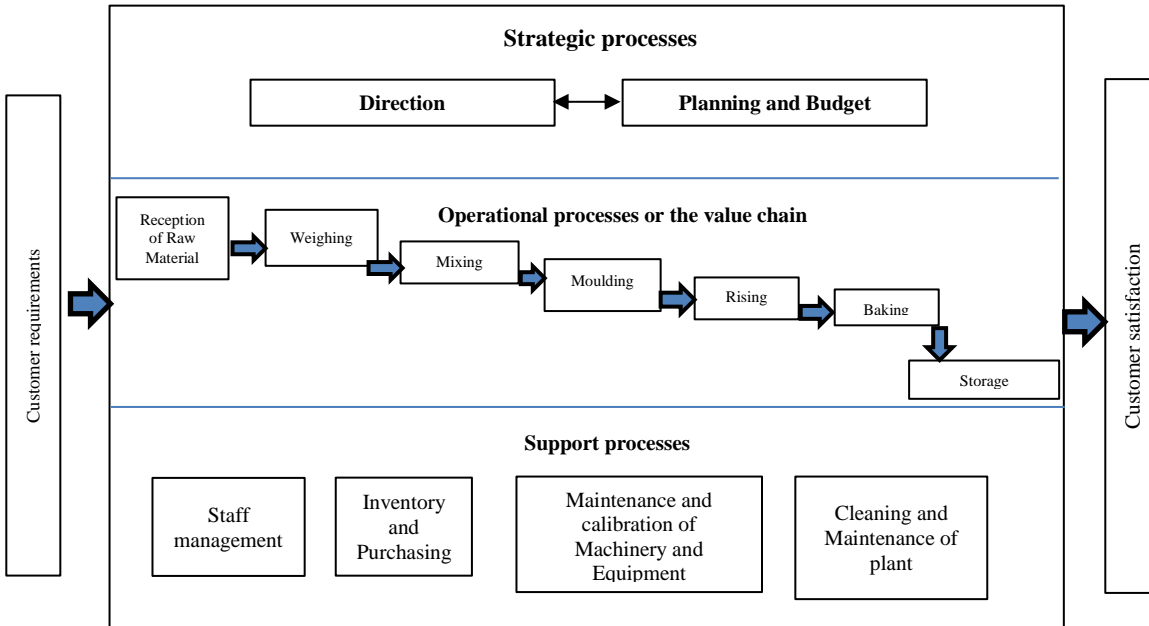 Strategic processes
Direction
Planning and Budget
Customer requirements
Operational processes or the value chain
Reception
of Raw
Material
Weighing
Mixing
Moulding
Rising
Baking
Storage
Customer satisfaction
Support processes
Staff
management
Inventory
and
Purchasing
Maintenance and
calibration of
Machinery and
Equipment
Cleaning and
Maintenance of
plant